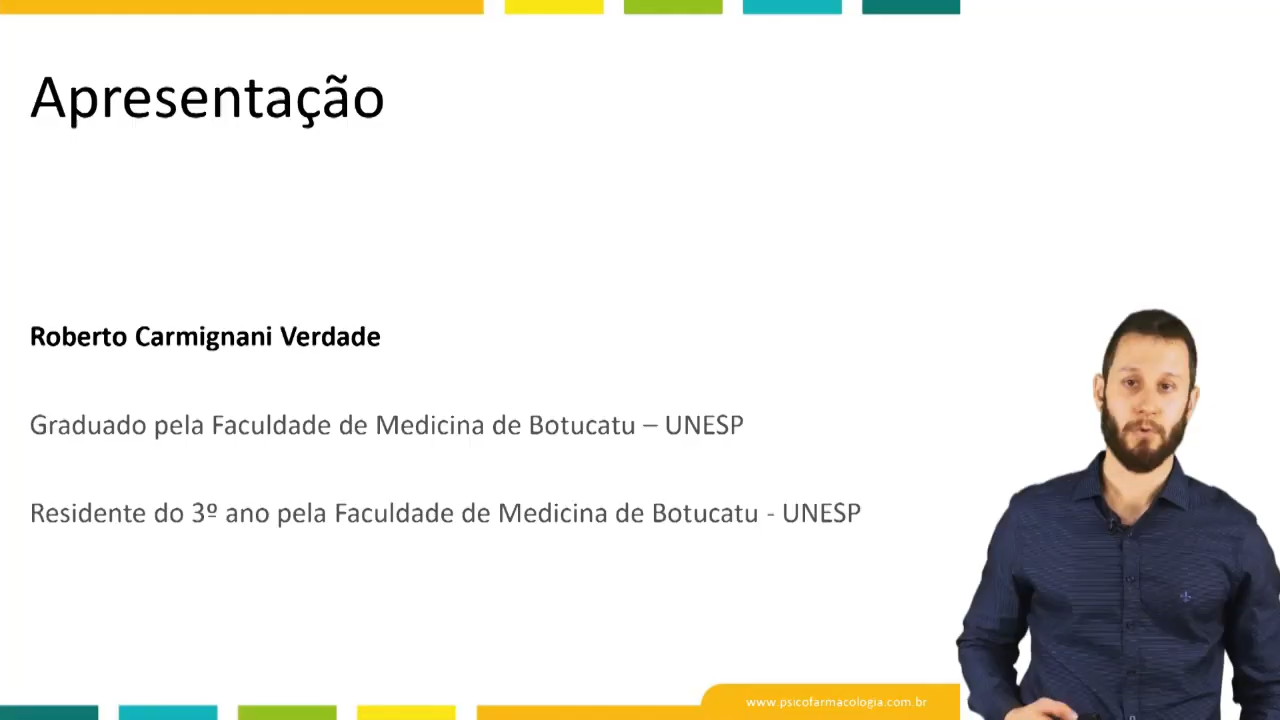 Apresentação
Roberto Carmignani Verdade
Graduado pela Faculdade de Medicina de Botucatu – UNESP
Residente do 3º ano pela Faculdade de Medicina de Botucatu - UNESP
www.psicofarmacologia.com.br